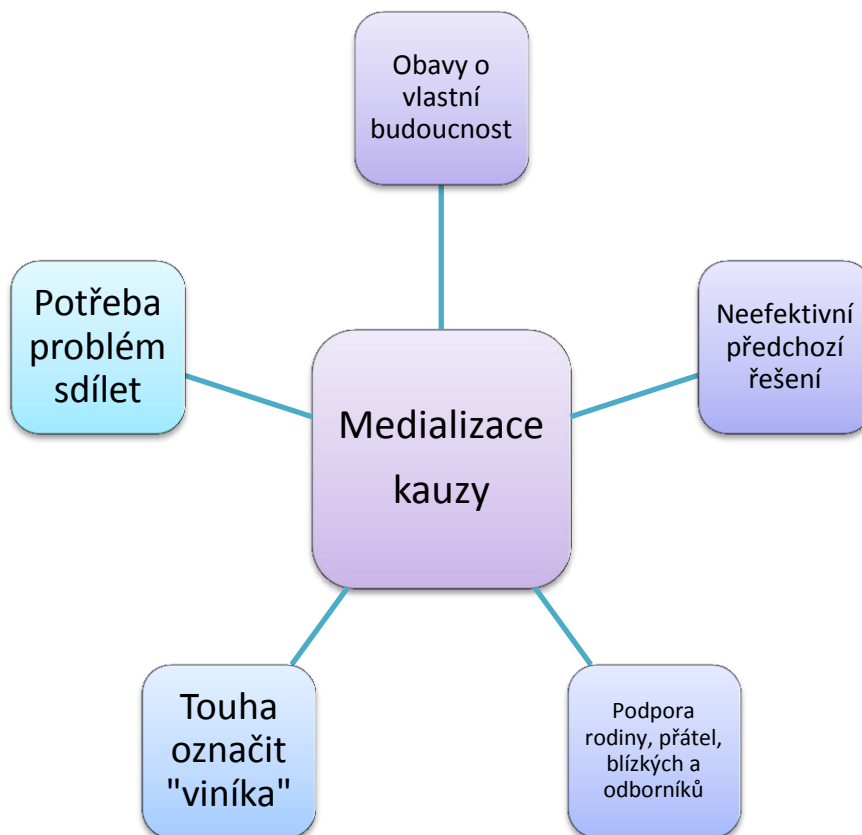 Obavy o
vlastní
budoucnost
Potřeba
problém
sdílet
Neefektivní
předchozí
řešení
Medializace
kauzy
Touha
označit
"viníka"
Podpora
rodiny, přátel,
blízkých a
odborníků